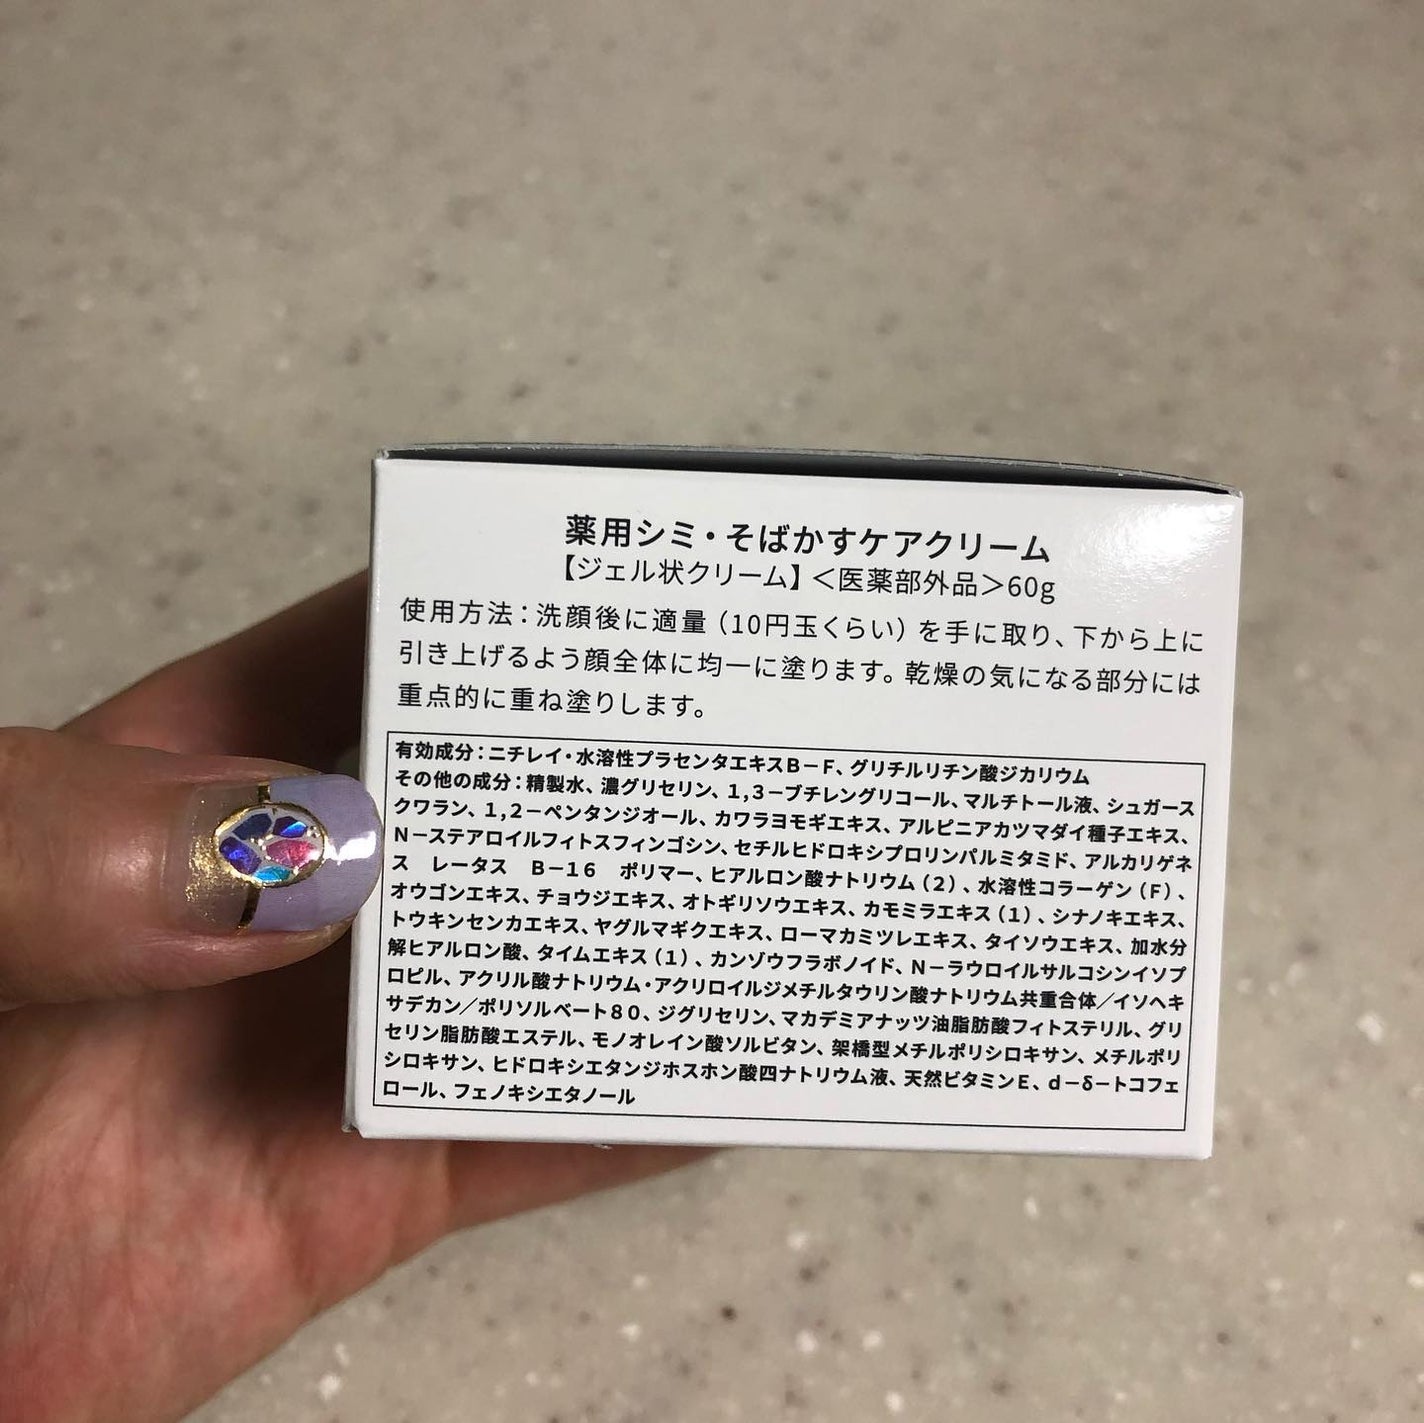 薬用シミ・そばかすケアクリーム
【ジェル状クリーム】＜医薬部外品＞60g
使用方法：洗顔後に適量（10円玉くらい）を手に取り、下から上に
引き上げるよう顔全体に均一に塗ります。乾燥の気になる部分には
重点的に重ね塗りします。
有効成分：ニチレイ・水溶性プラセンタエキスB－F、グリチルリチン酸ジカリウム
その他の成分：精製水、濃グリセリン、1,3－ブチレングリコール、マルチトール液、シュガース
クワラン、1,2－ペンタンジオール、カワラヨモギエキス、アルピニアカツマダイ種子エキス、
N－ステアロイルフィトスフィンゴシン、セチルヒドロキシプロリンパルミタミド、アルカリゲネ
ス　レータス　B－16　ポリマー、ヒアルロン酸ナトリウム（2）、水溶性コラーゲン（F）、
オウゴンエキス、チョウジエキス、オトギリソウエキス、カモミラエキス（1）、シナノキエキス、
トウキンセンカエキス、ヤグルマギクエキス、ローマカミツレエキス、タイソウエキス、加水分
解ヒアルロン酸、タイムエキス（1）、カンゾウフラボノイド、N－ラウロイルサルコシンイソプ
ロピル、アクリル酸ナトリウム・アクリロイルジメチルタウリン酸ナトリウム共重合体／イソヘキ
サデカン／ポリソルベート80、ジグリセリン、マカデミアナッツ油脂肪酸フィトステリル、グリ
セリン脂肪酸エステル、モノオレイン酸ソルビタン、架橋型メチルポリシロキサン、メチルポリ
シロキサン、ヒドロキシエタンジホスホン酸四ナトリウム液、天然ビタミンE、d－δ－トコフェ
ロール、フェノキシエタノール